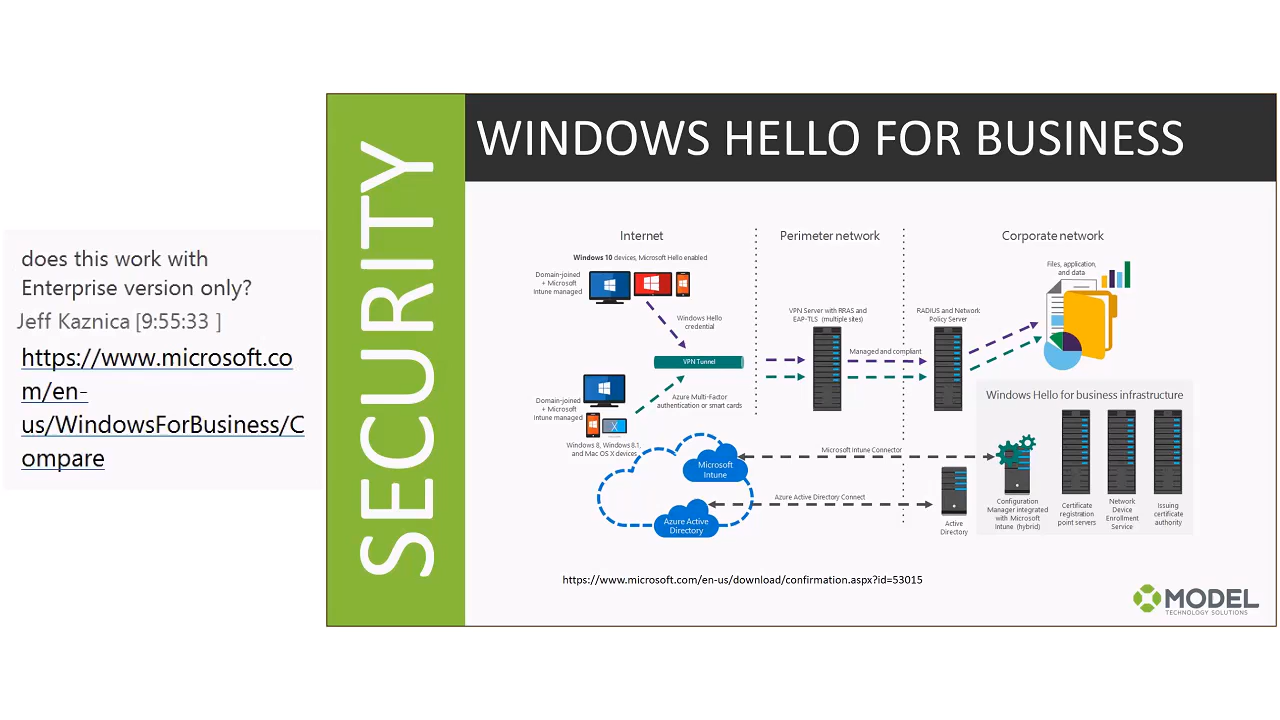 does this work with
Enterprise version only?
Jeff Kaznica [9:55:33 ]
https://www.microsoft.co
m/en-
us/WindowsForBusiness/C
ompare
SECURITY
WINDOWS HELLO FOR BUSINESS
Internet
Perimeter network
Corporate network
Windows 10 devices, Microsoft Hello enabled
Domain-joined
+ Microsoft
Intune managed
Windows Hello
credential
VPN Tunnel
Azure Multi-Factor
authentication or smart cards
Domain-joined
+ Microsoft
Intune managed
Windows 8, Windows 8.1,
and Mac OS X devices
VPN Server with RRAS and
EAP-TLS (multiple sites)
Managed and compliant
RADIUS and Network
Policy Server
Files, application,
and data
Windows Hello for business infrastructure
Microsoft
Intune
Microsoft Intune Connector
Azure Active
Directory
Azure Active Directory Connect
Active
Directory
Configuration
Manager integrated
with Microsoft
Intune (hybrid)
Certificate
registration
point servers
Network
Device
Enrollment
Service
Issuing
certificate
authority
https://www.microsoft.com/en-us/download/confirmation.aspx?id=53015
MODEL
TECHNOLOGY SOLUTIONS